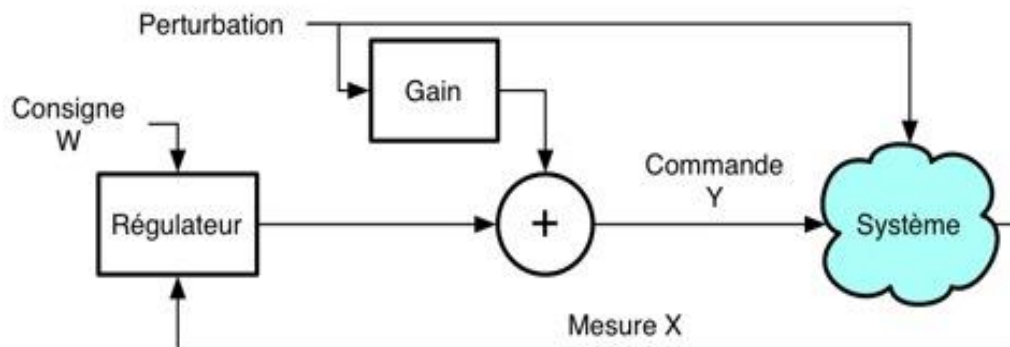 Perturbation
Gain
Consigne
W
Régulateur
+
Commande
Y
Système
Mesure X